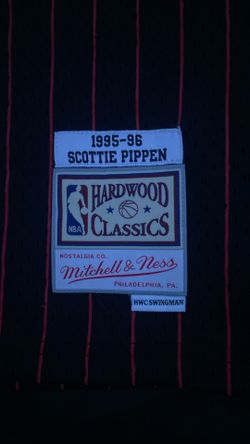 1995-96
SCOTTIE PIPPEN
NBA
HARDWOOD
CLASSICS
NOSTALGIA CO.
Mitchell & Ness
PHILADELPHIA, PA.
HWC SWINGMAN